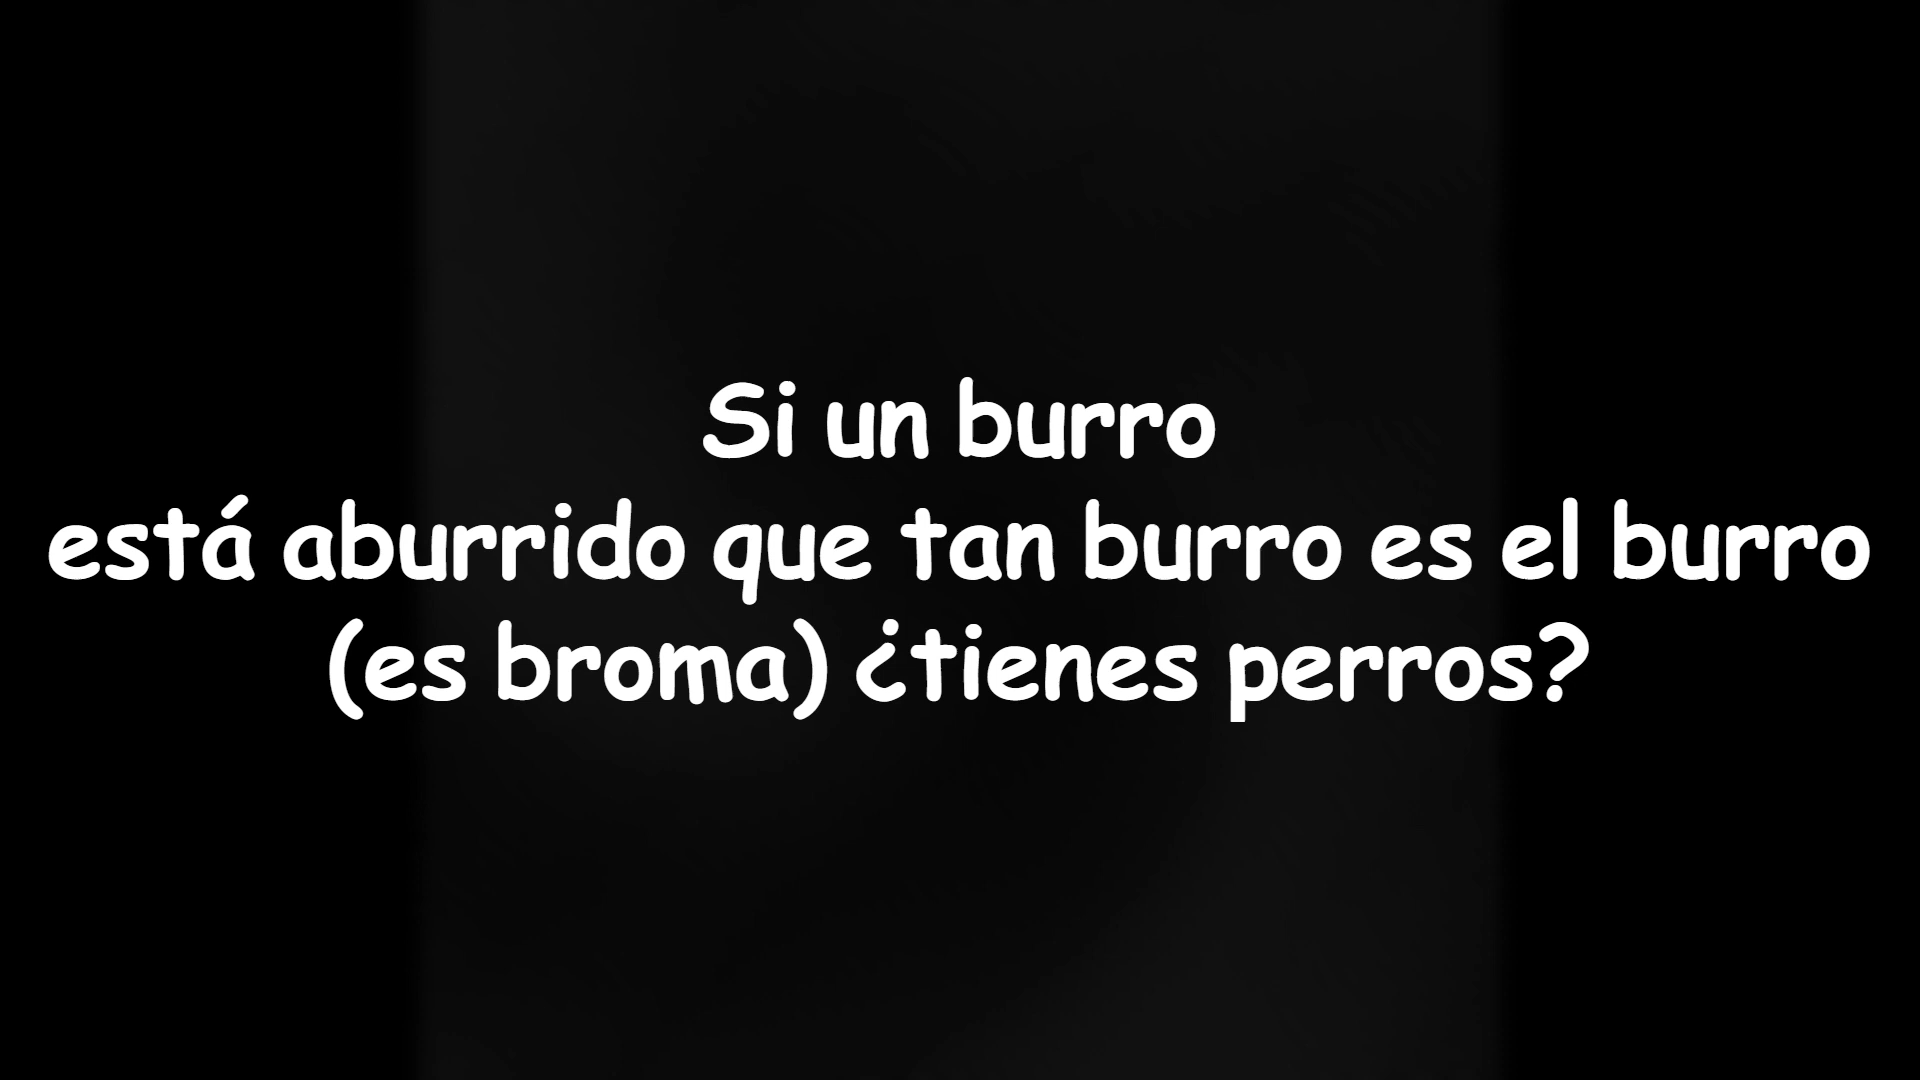 Si un burro
está aburrido que tan burro es el burro
(es broma) ¿tienes perros?